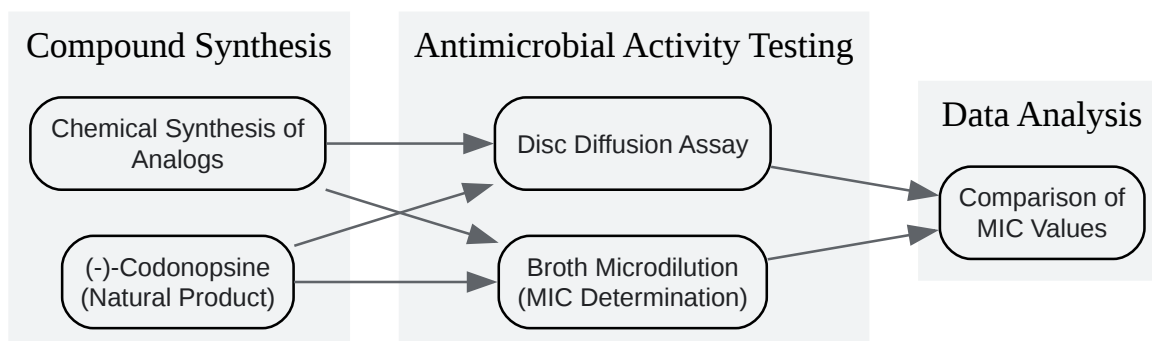 Compound Synthesis
Chemical Synthesis of
Analogs
(-)-Codonopsine
(Natural Product)
Antimicrobial Activity Testing
Disc Diffusion Assay
Broth Microdilution
(MIC Determination)
Data Analysis
Comparison of
MIC Values